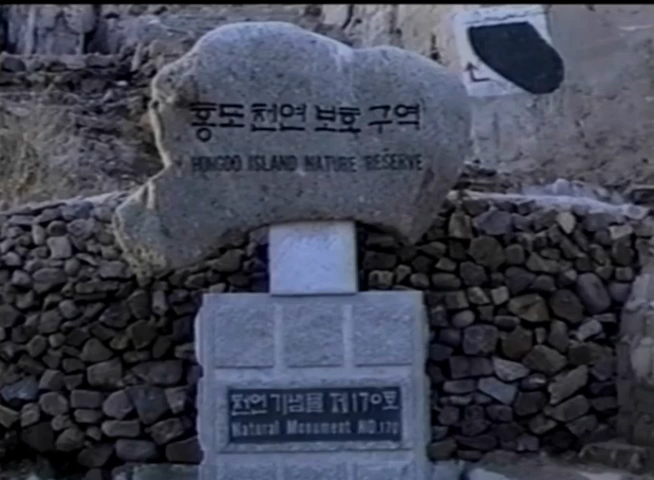 홍도 천연 보호 구역
HONGDO ISLAND NATURE RESERVE
천연 기념물 제170호
Natural Monument NO.170